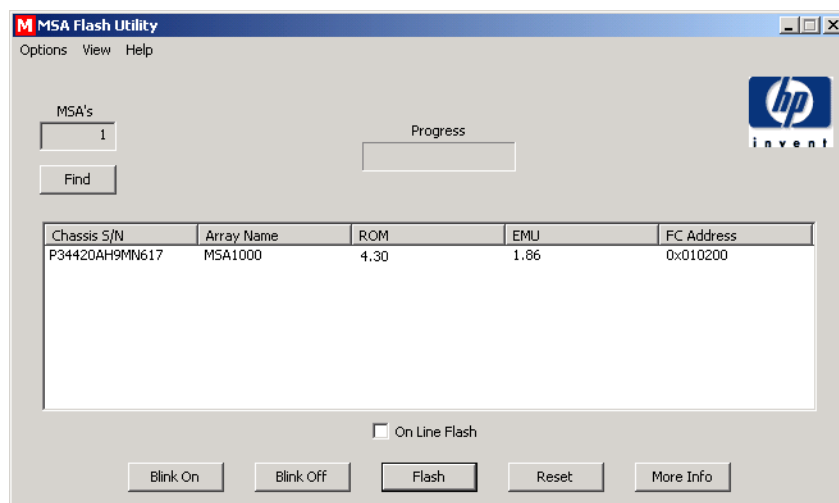 M MSA Flash Utility
Options View Help
MSA's
1
Progress
hp
invent
Find
Chassis S/N Array Name ROM EMU FC Address
P34420AH9MN617 MSA1000 4.30 1.86 0x010200
On Line Flash
Blink On Blink Off Flash Reset More Info